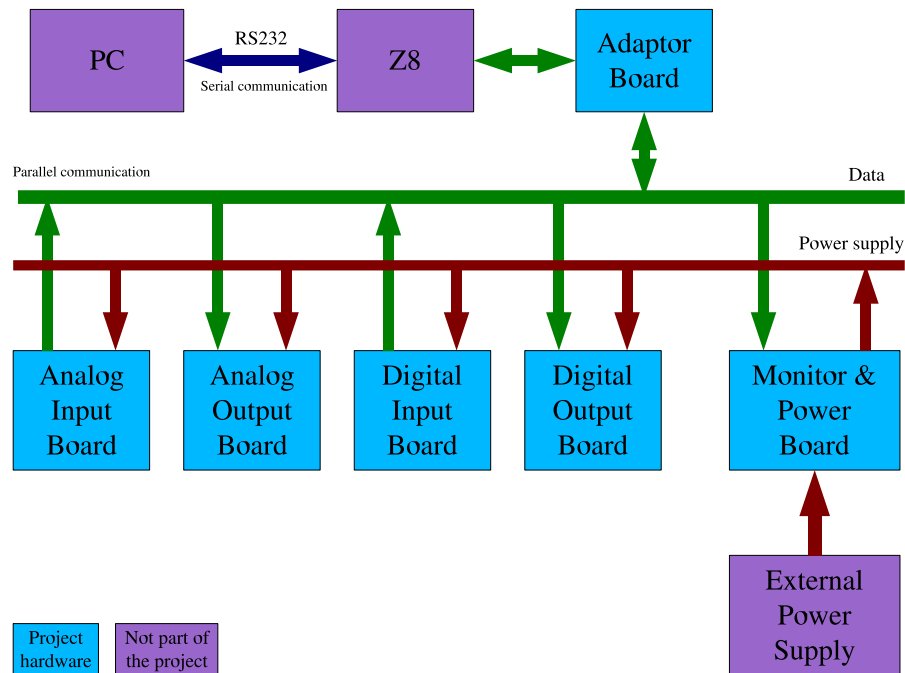 PC
RS232
Serial communication
Z8
Adaptor
Board
Parallel communication
Data
Power supply
Analog
Input
Board
Analog
Output
Board
Digital
Input
Board
Digital
Output
Board
Monitor &
Power
Board
External
Power
Supply
Project
hardware
Not part of
the project